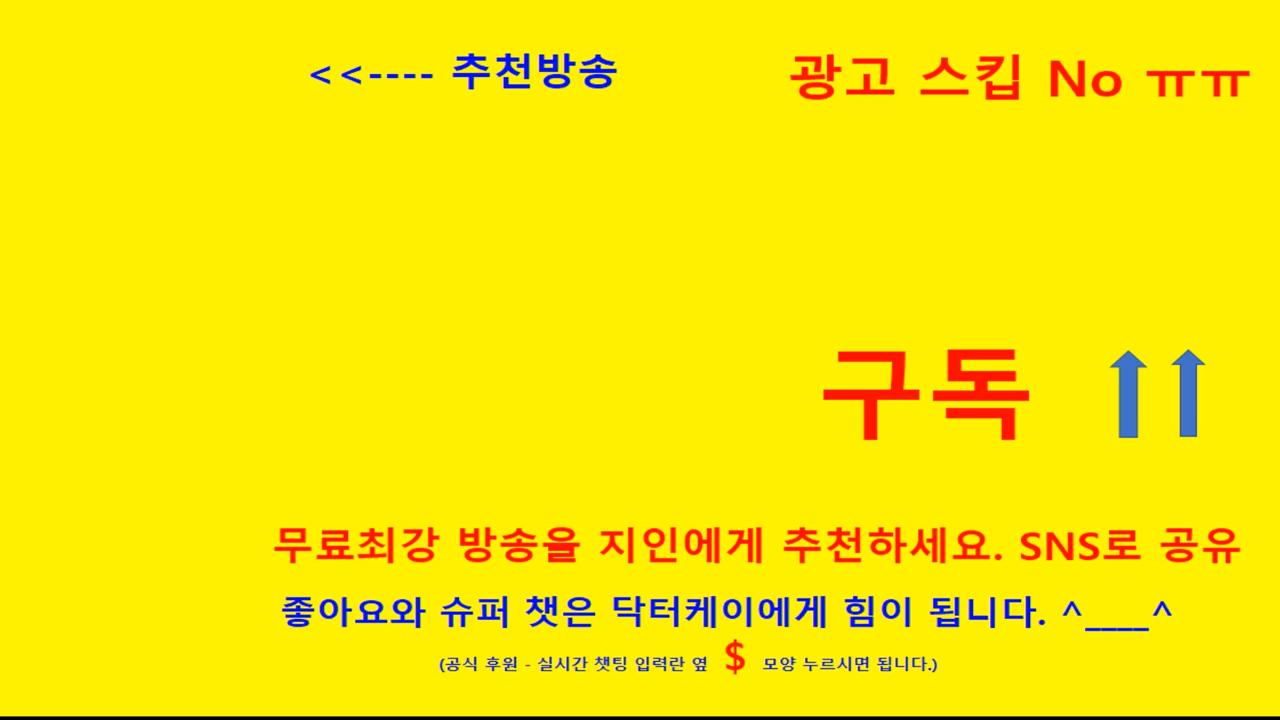 <<---- 추천방송
광고 스킵 No ㅠㅠ
구독
무료최강 방송을 지인에게 추천하세요. SNS로 공유
좋아요와 슈퍼 챗은 닥터케이에게 힘이 됩니다. ^____^
(공식 후원 - 실시간 챗팅 입력란 옆 $ 모양 누르시면 됩니다.)